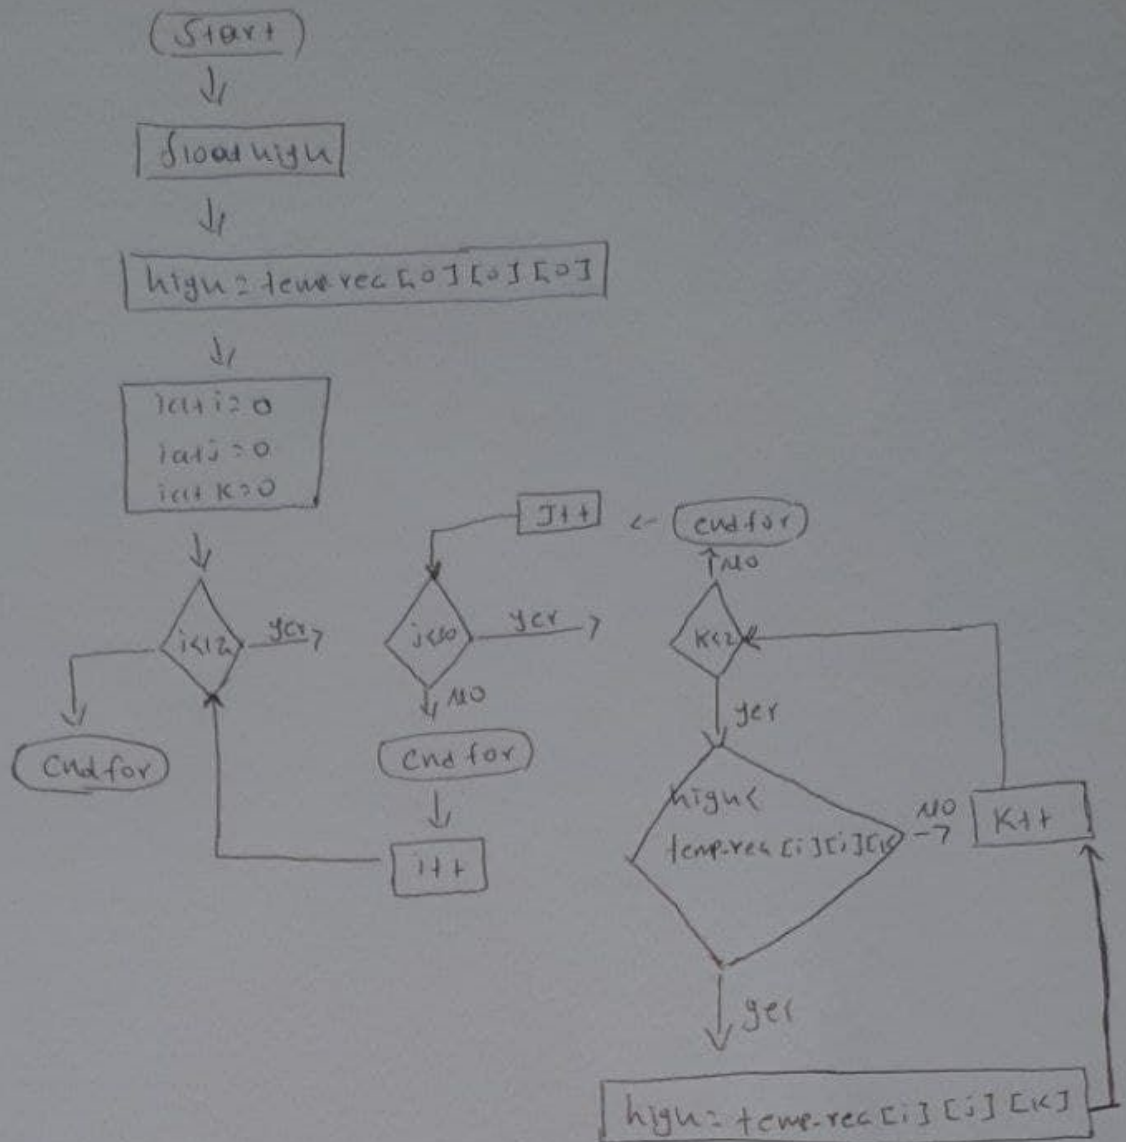 Start
float high
high = temp-rec [0] [0] [0]
int i = 0
int j = 0
int k = 0
J++
end for
NO
i<12
yes
j<30
yes
k<2
NO
yes
End for
End for
high <
temp-rec [i] [j] [k
NO
K++
i++
yes
high = temp-rec [i] [j] [k]